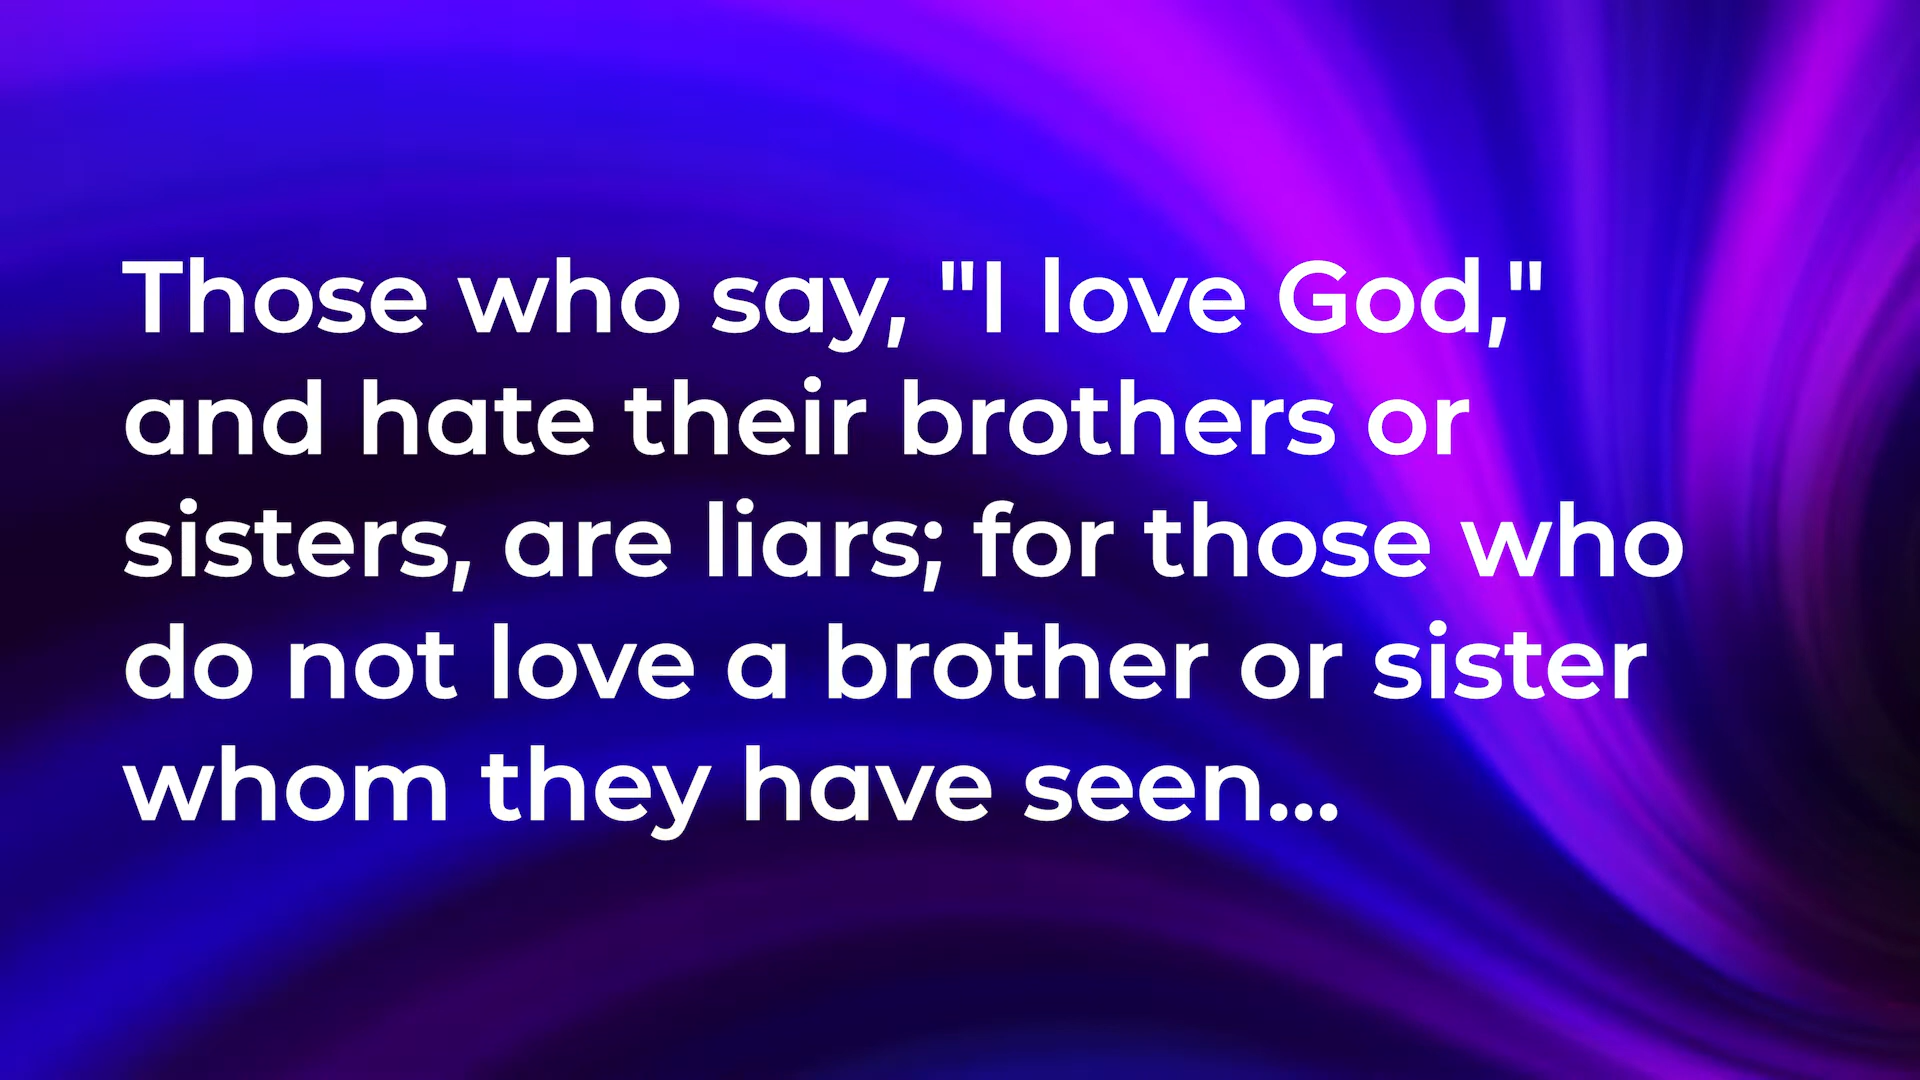 Those who say, "I love God,"
and hate their brothers or
sisters, are liars; for those who
do not love a brother or sister
whom they have seen...